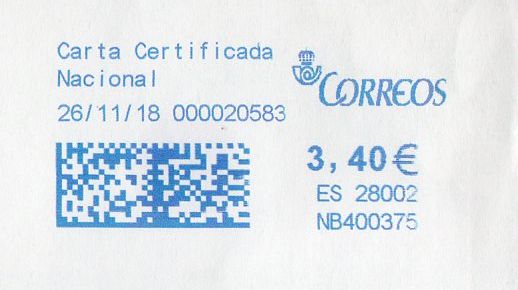 Carta Certificada
Nacional
26/11/18 000020583
CORREOS
3,40€
ES 28002
NB400375